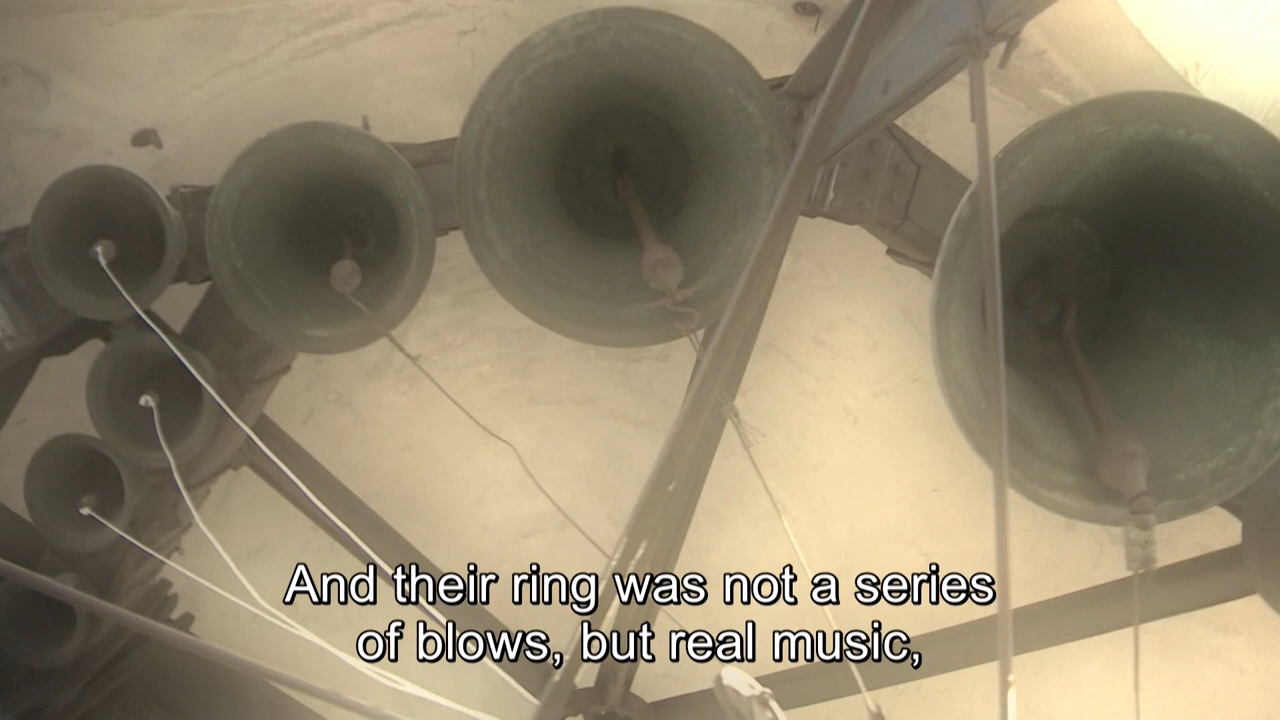 And their ring was not a series
of blows, but real music,